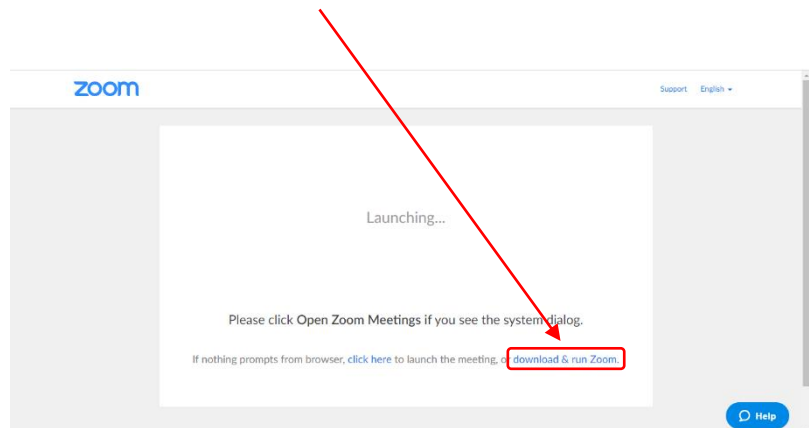 zoom
Support English
Launching...
Please click Open Zoom Meetings if you see the system dialog.
If nothing prompts from browser, click here to launch the meeting, or download & run Zoom.
Help